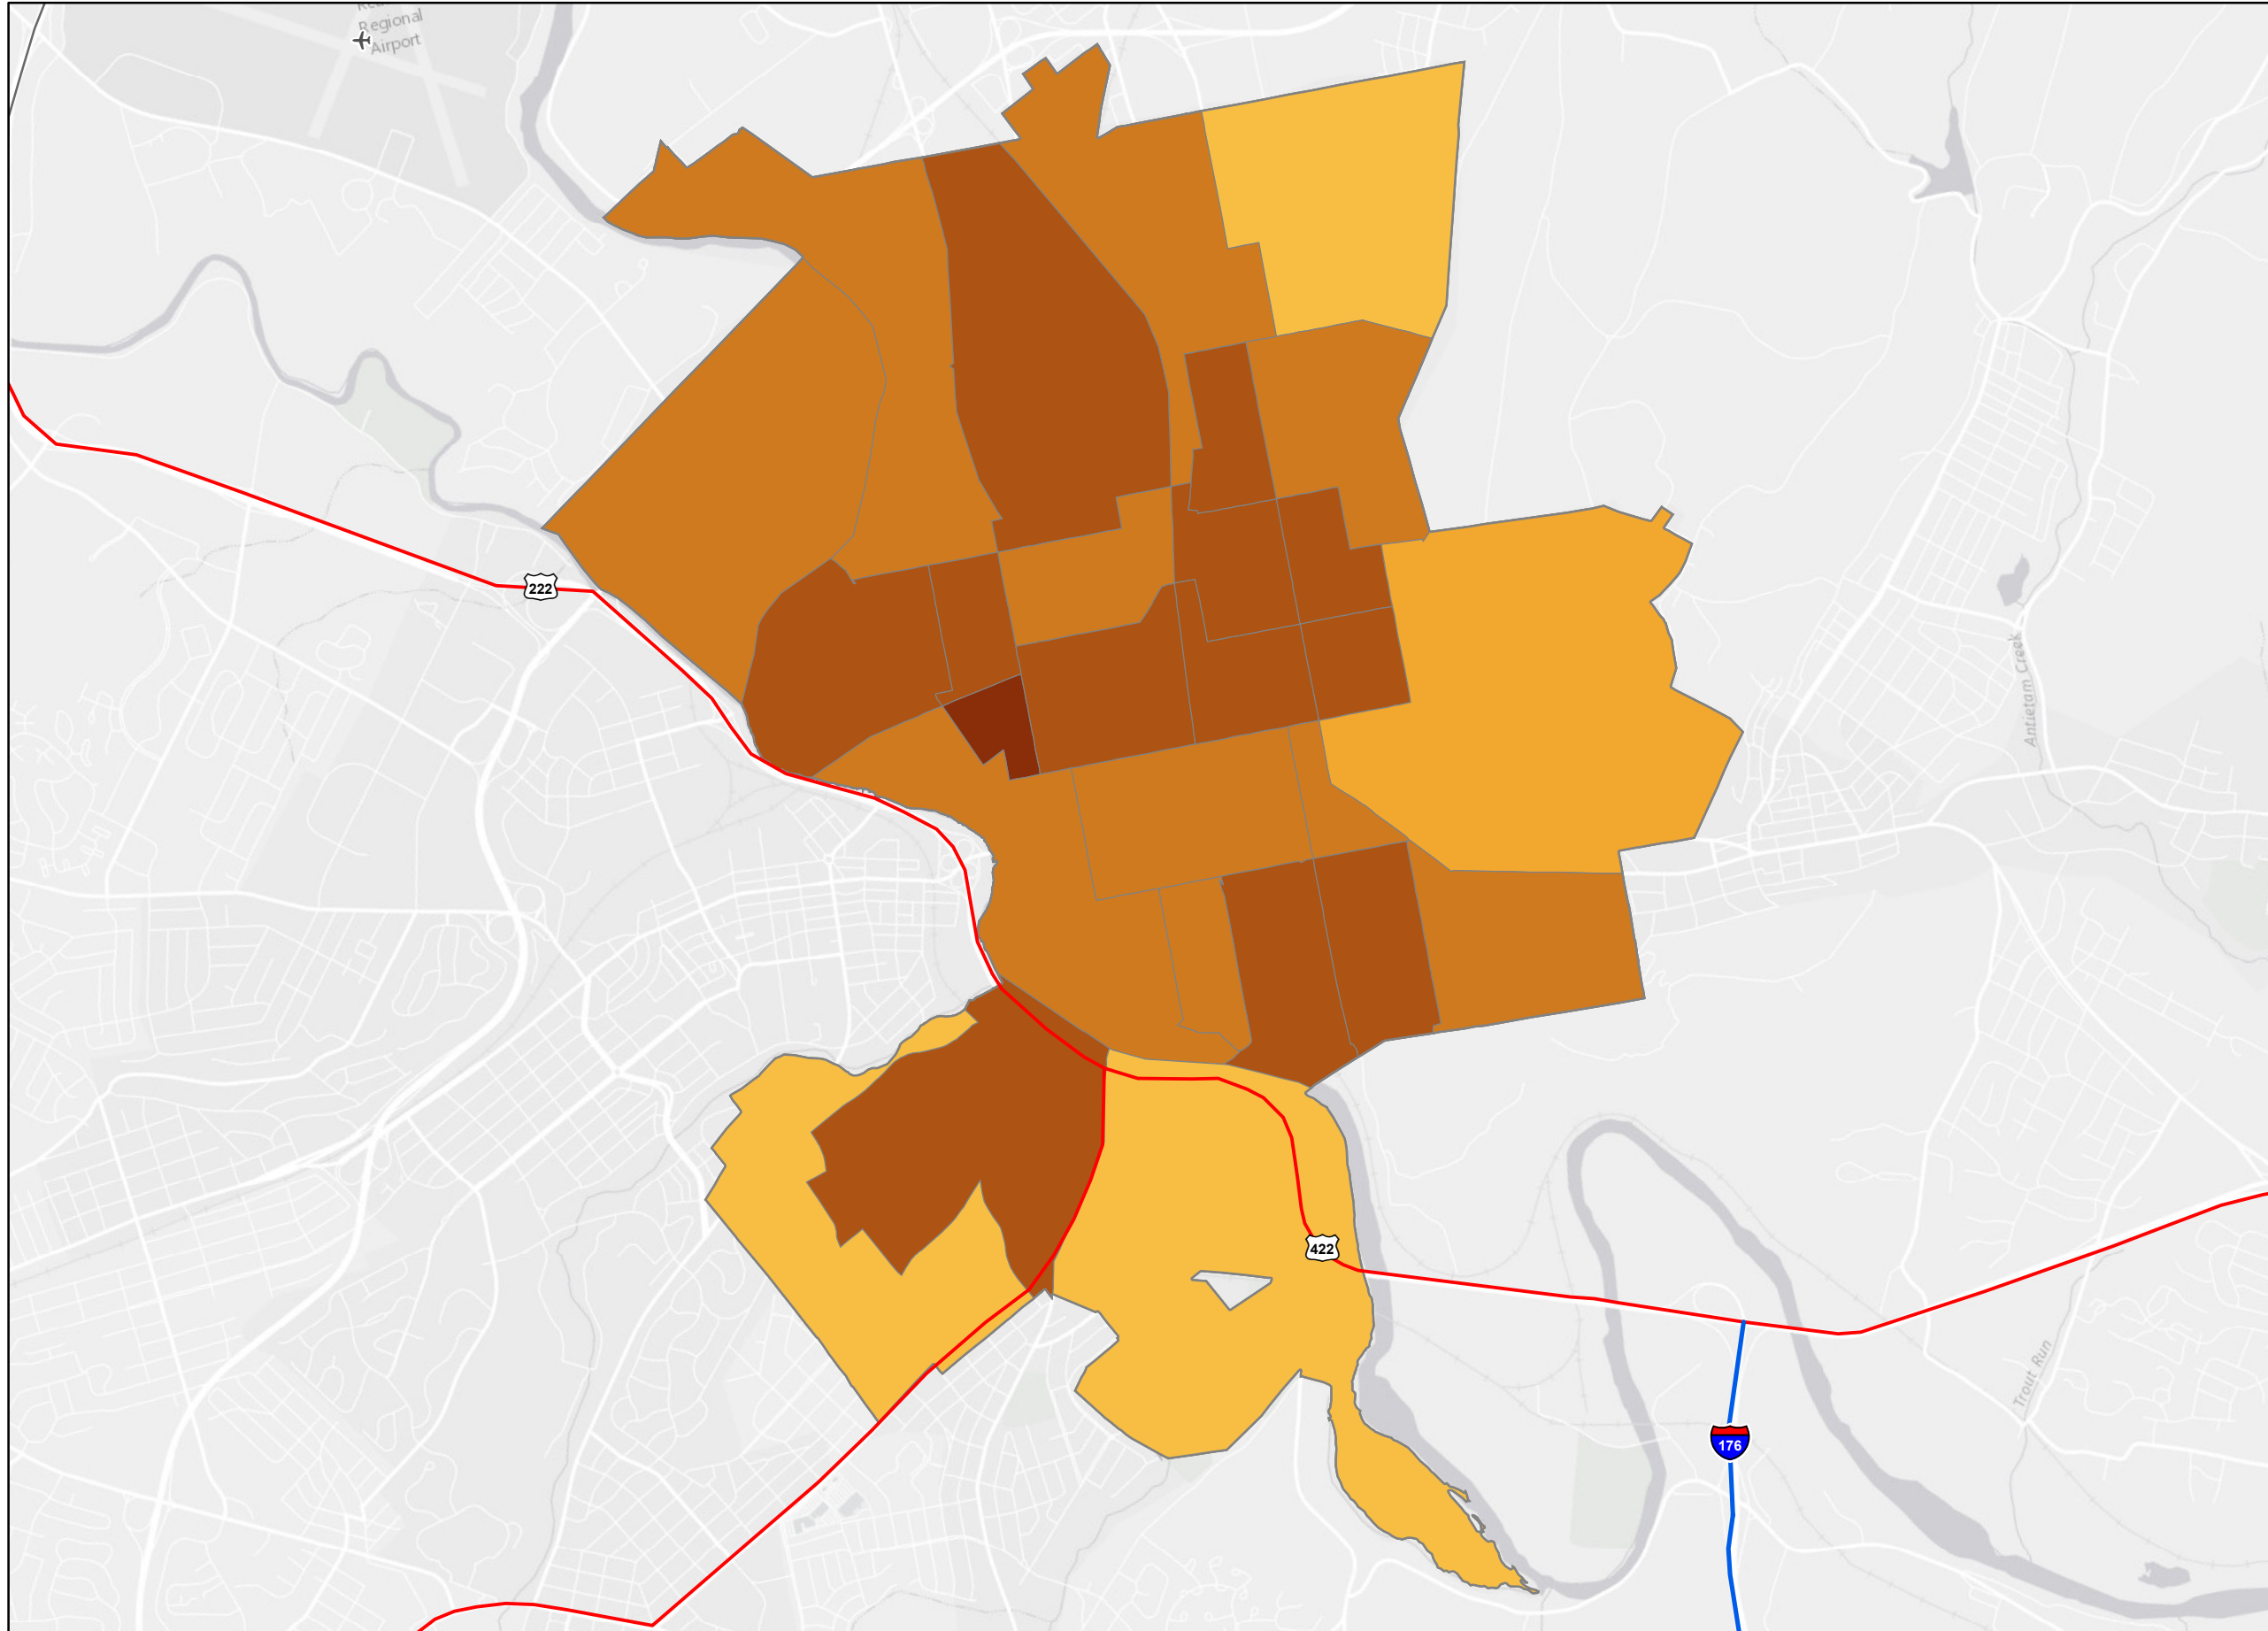 Regional
Airport
222
Antietam Creek
422
Trout Run
176